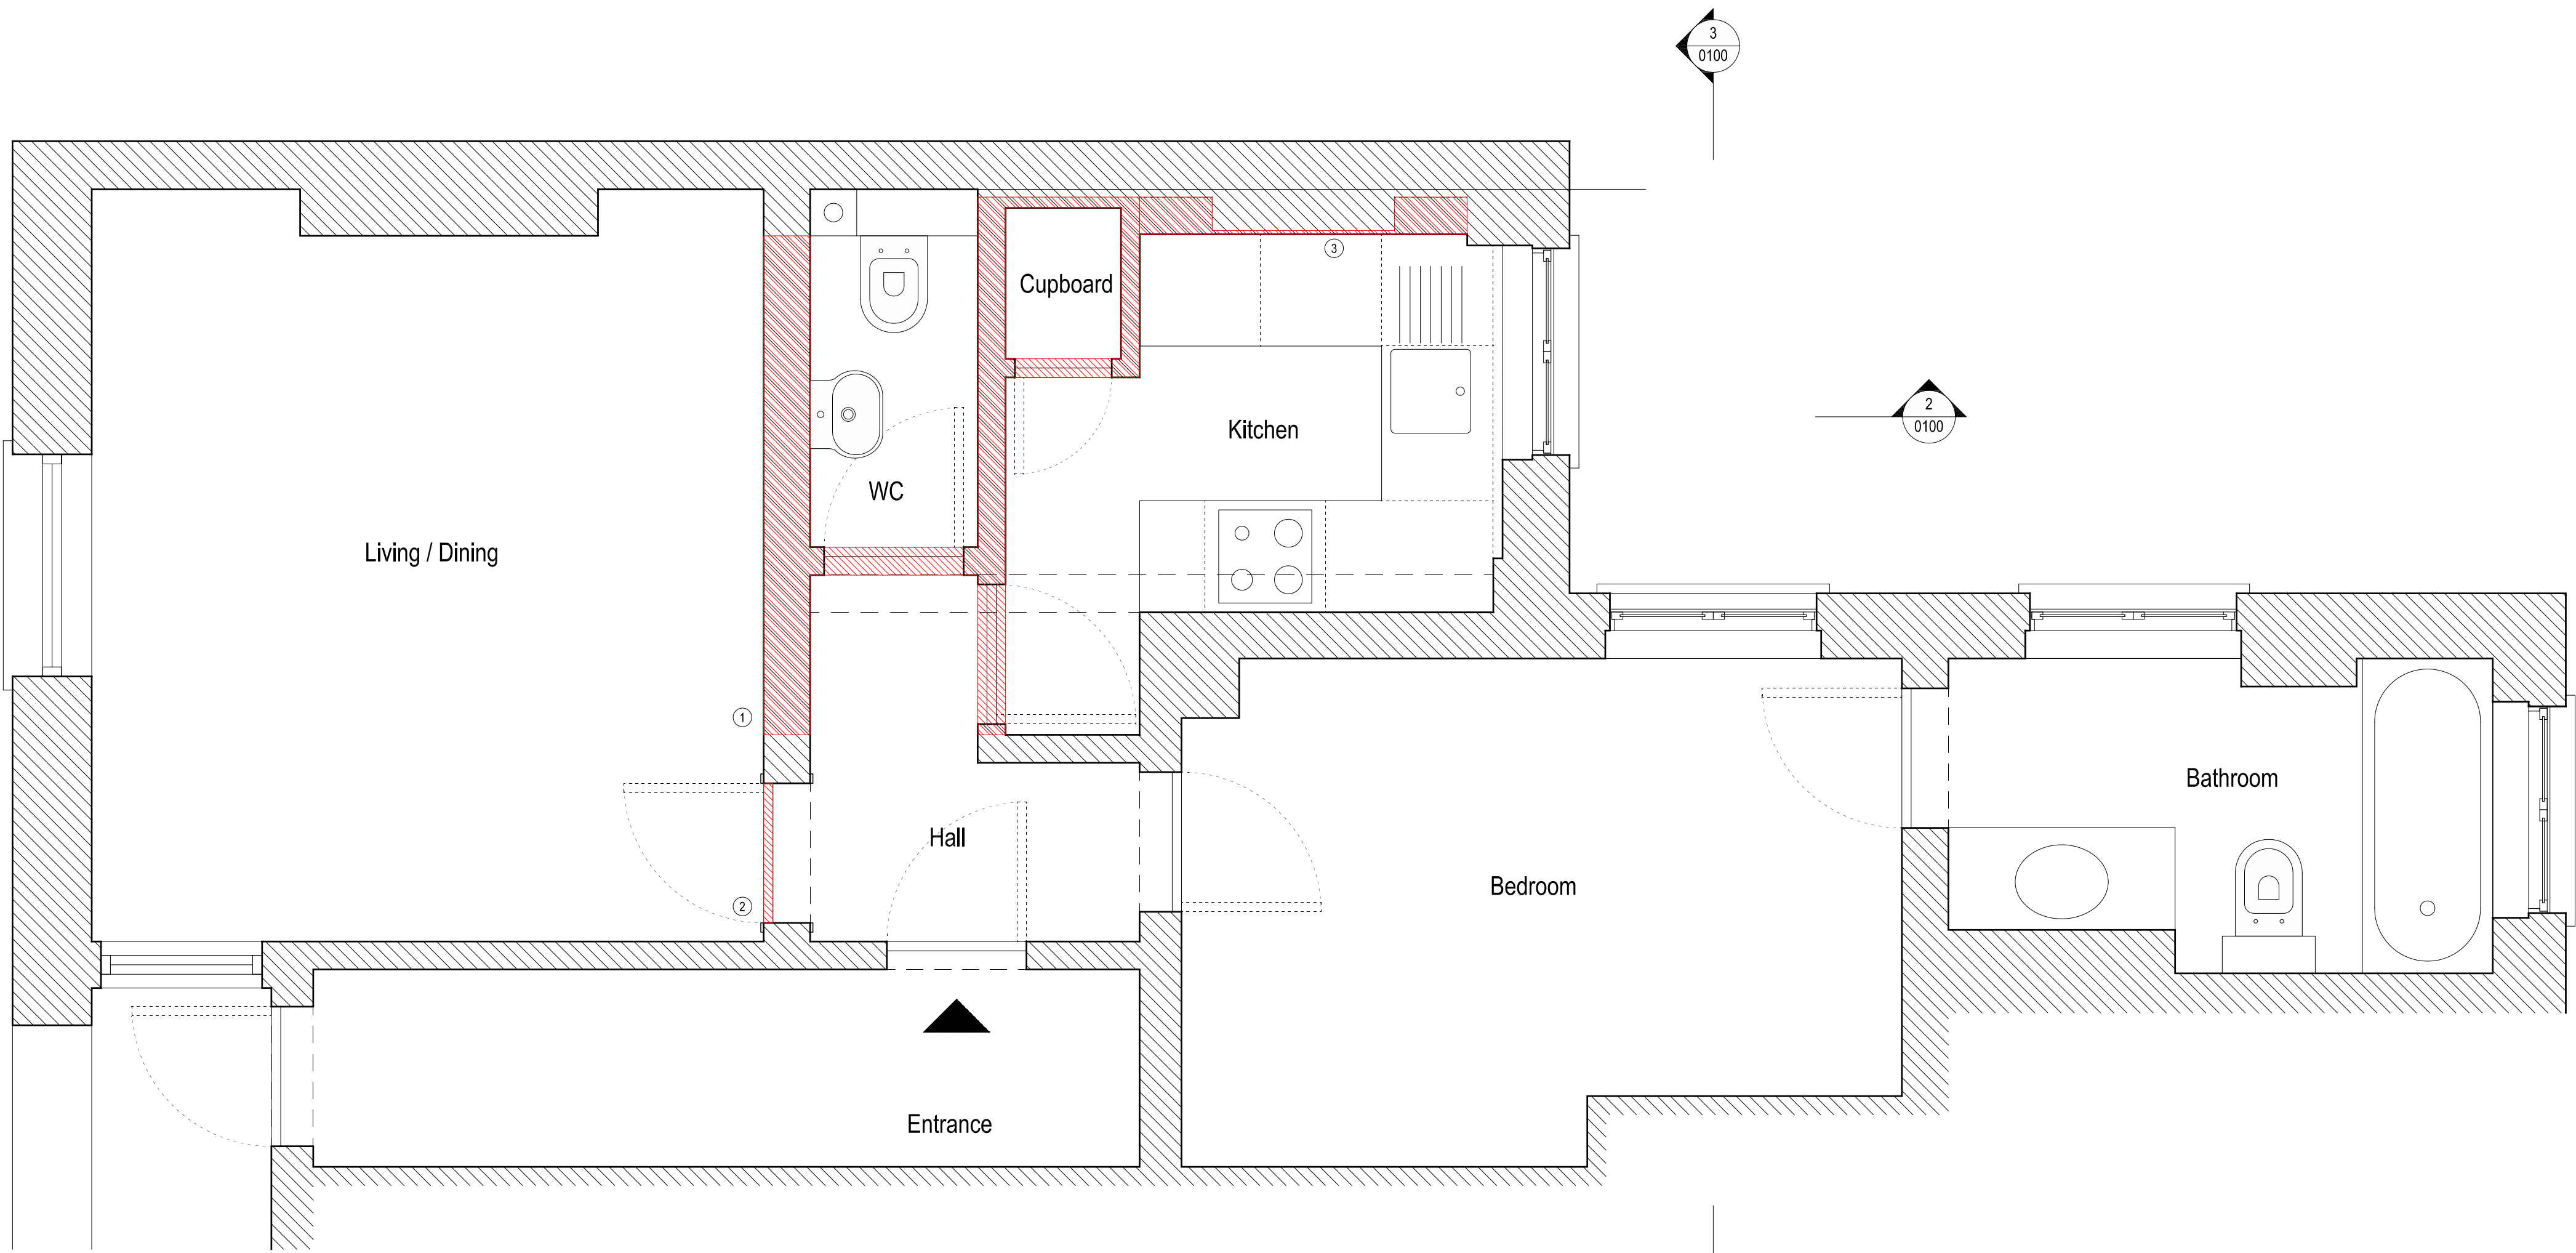 3
0100
2
0100
3
Cupboard
Kitchen
WC
Living / Dining
1
2
Hall
Bathroom
Bedroom
Entrance